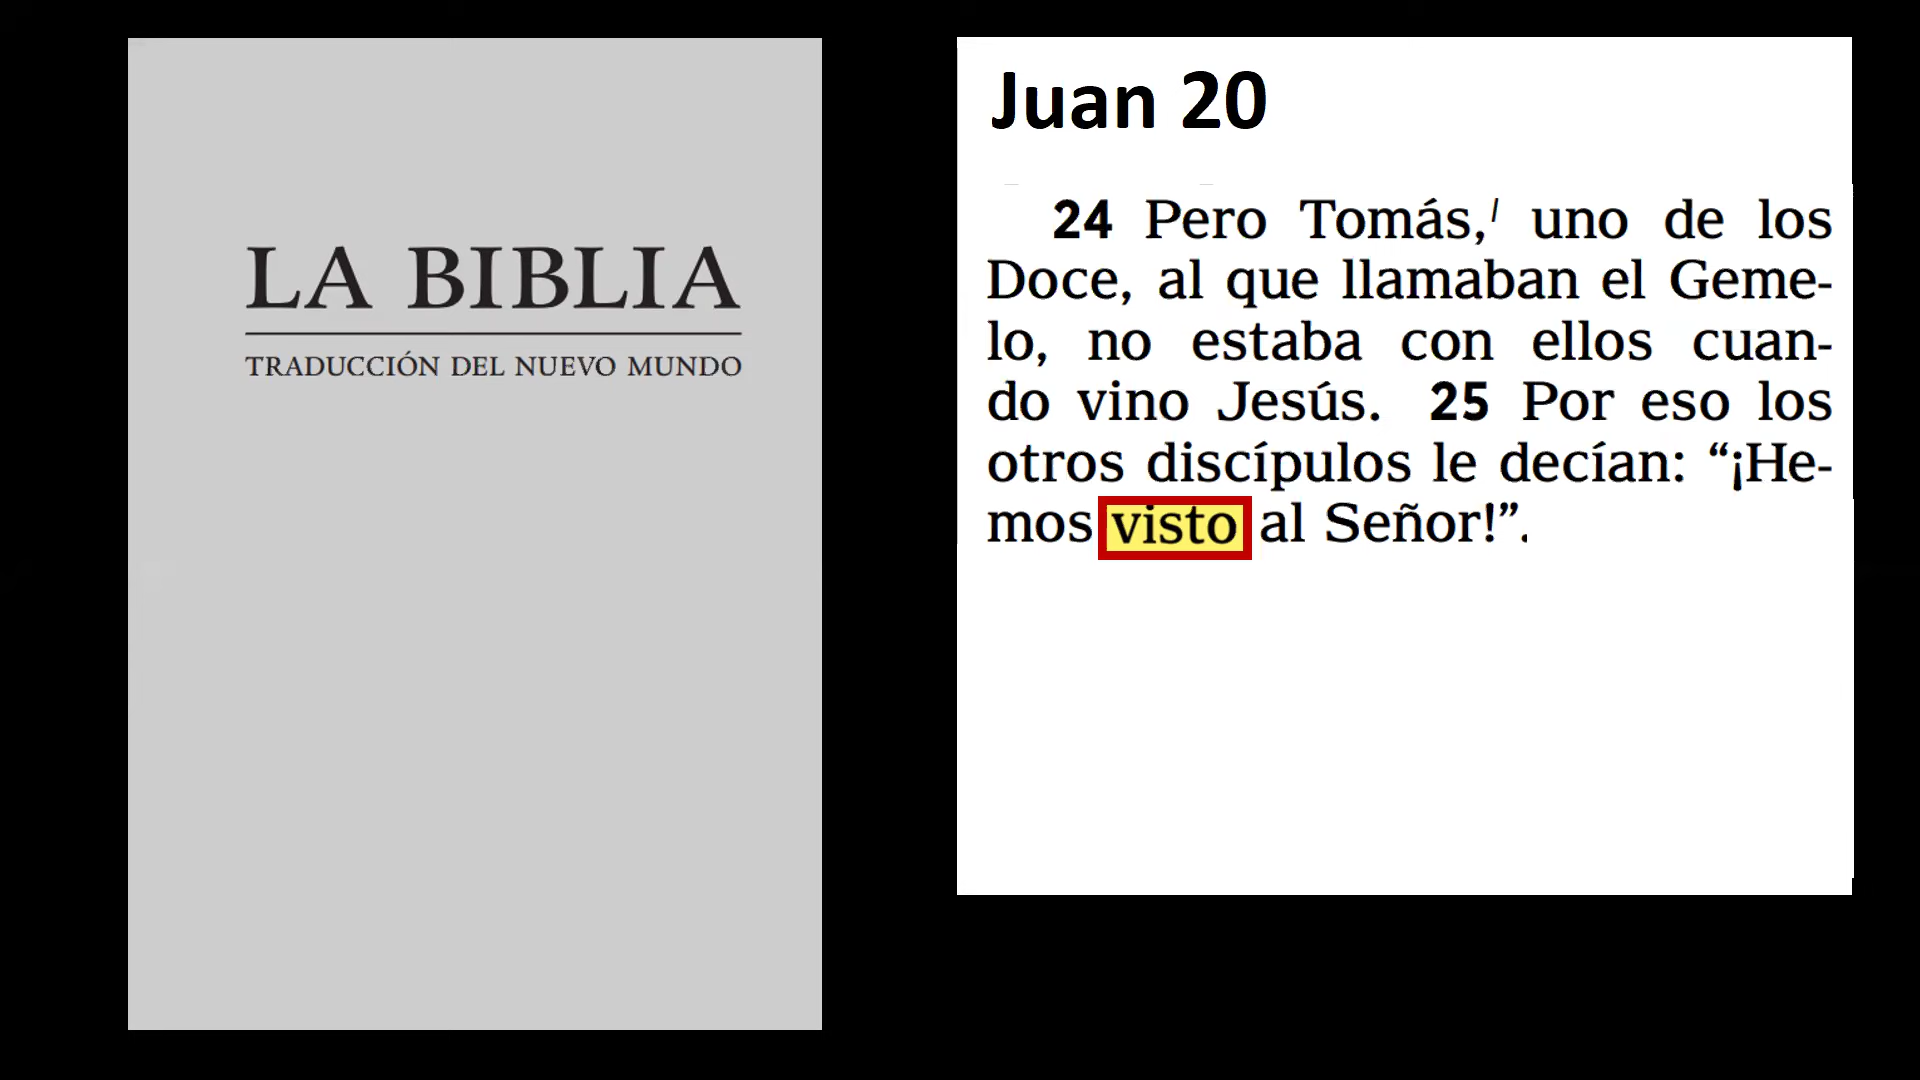 LA BIBLIA
TRADUCCIÓN DEL NUEVO MUNDO
Juan 20
24 Pero Tomás,l uno de los
Doce, al que llamaban el Geme-
lo, no estaba con ellos cuan-
do vino Jesús. 25 Por eso los
otros discípulos le decían: “¡He-
mos visto al Señor!”.